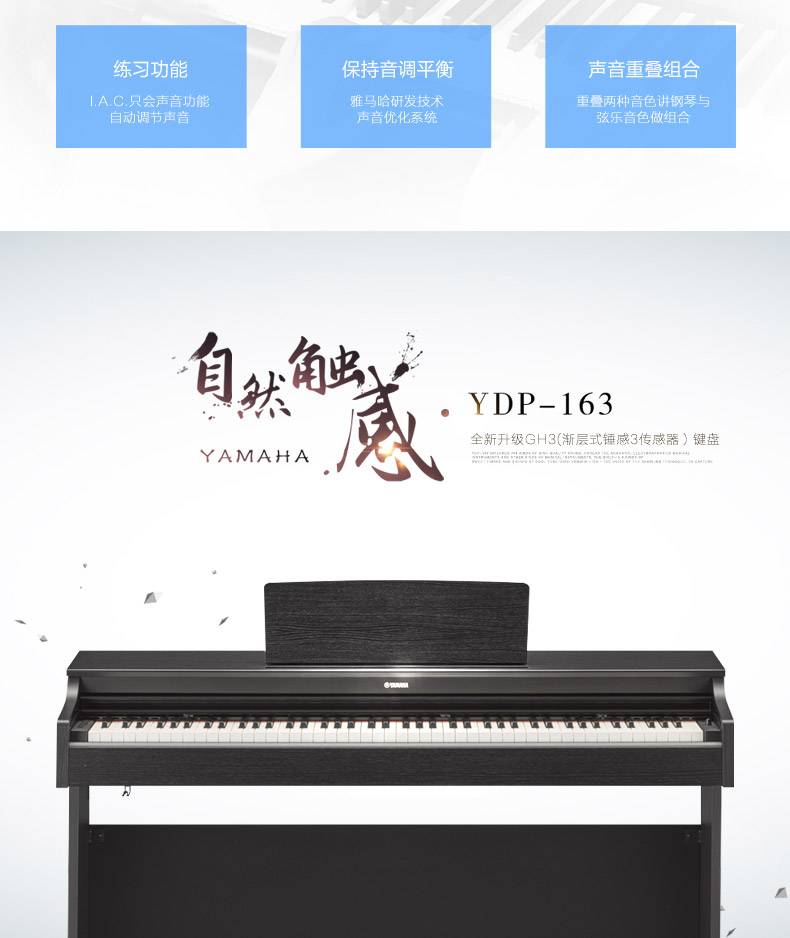 练习功能
I.A.C.只会声音功能
自动调节声音
保持音调平衡
雅马哈研发技术
声音优化系统
声音重叠组合
重叠两种音色讲钢琴与
弦乐音色做组合
自然触感
YAMAHA
YDP-163
全新升级GH3(渐层式锤感3传感器）键盘
YAMAHA